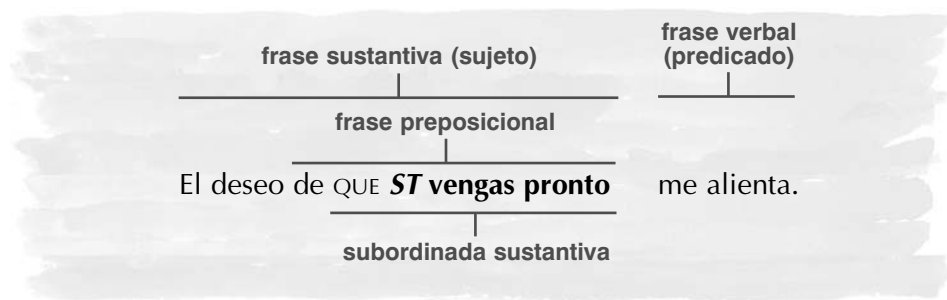 frase verbal
frase sustantiva (sujeto) (predicado)
frase preposicional
El deseo de QUE ST vengas pronto me alienta.
subordinada sustantiva